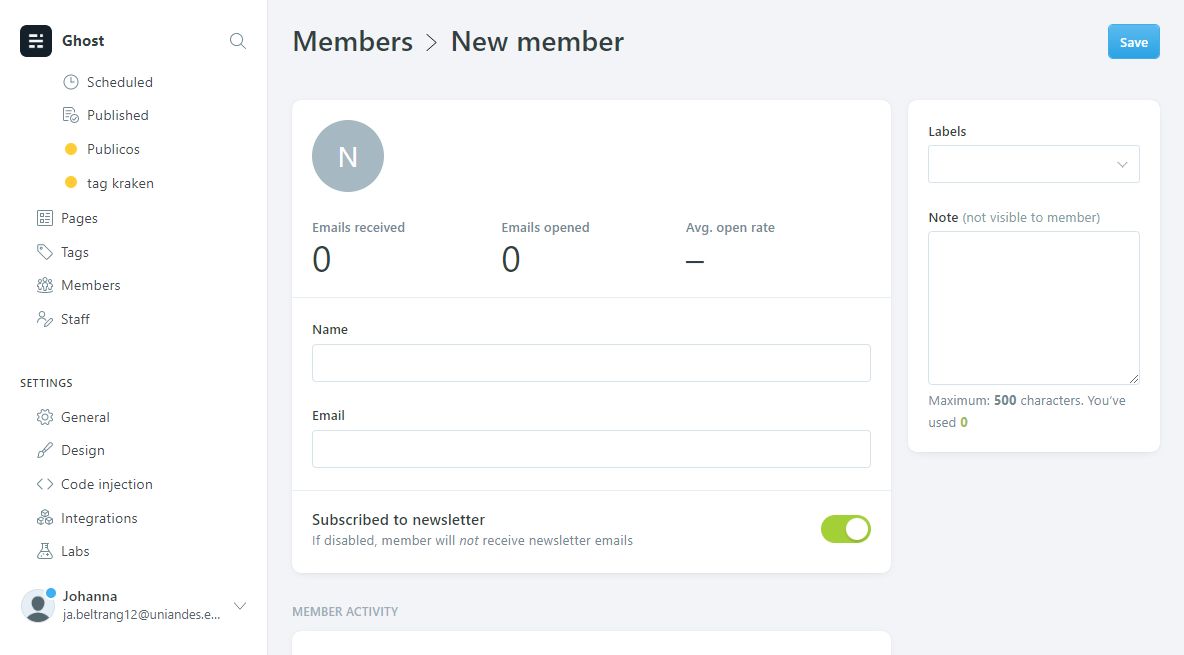 Ghost
Scheduled
Published
Publicos
tag kraken
Pages
Tags
Members
Staff
SETTINGS
General
Design
Code injection
Integrations
Labs
Johanna
ja.beltrang12@uniandes.e...
Members > New member
Save
N
Emails received
0
Emails opened
0
Avg. open rate
–
Name
Email
Subscribed to newsletter
If disabled, member will not receive newsletter emails
MEMBER ACTIVITY
Labels
Note (not visible to member)
Maximum: 500 characters. You’ve
used 0